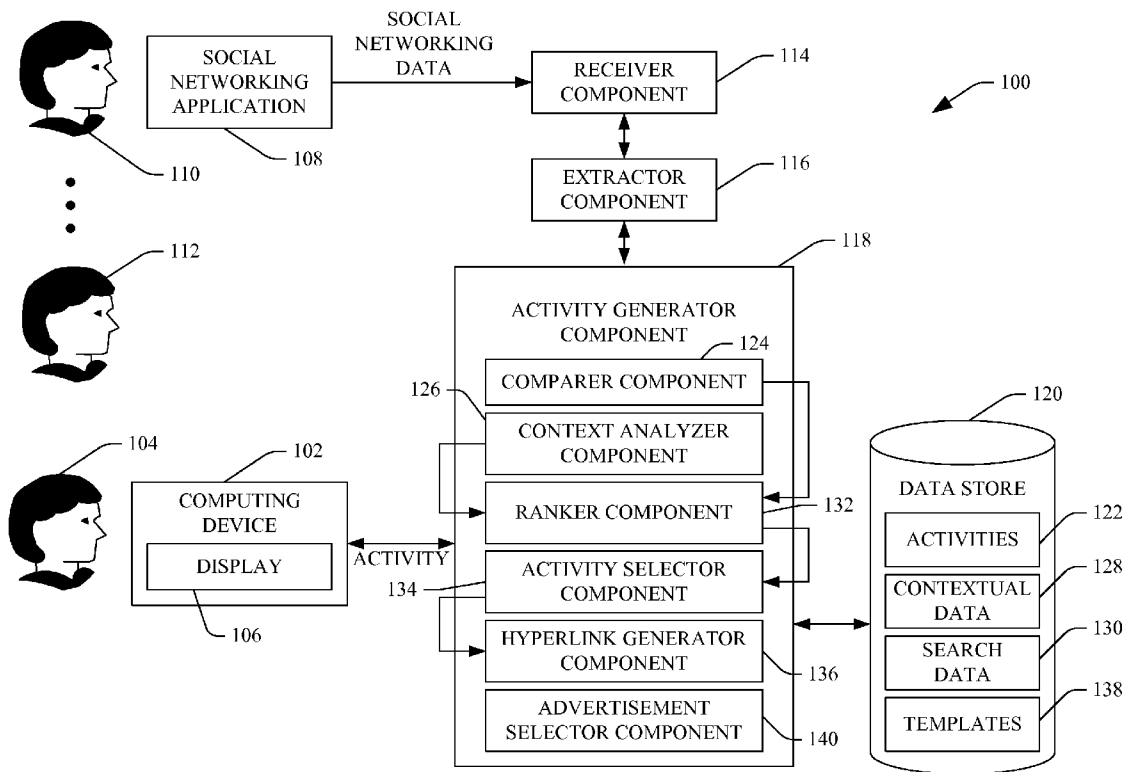 SOCIAL
NETWORKING
APPLICATION
108
110
112
SOCIAL
NETWORKING
DATA
RECEIVER
COMPONENT
114
100
EXTRACTOR
COMPONENT
116
118
ACTIVITY GENERATOR
COMPONENT
124
COMPARER COMPONENT
126
CONTEXT ANALYZER
COMPONENT
RANKER COMPONENT
132
ACTIVITY SELECTOR
COMPONENT
134
HYPERLINK GENERATOR
COMPONENT
136
ADVERTISEMENT
SELECTOR COMPONENT
140
104
102
COMPUTING
DEVICE
DISPLAY
106
ACTIVITY
120
DATA STORE
ACTIVITIES
122
CONTEXTUAL
DATA
128
SEARCH
DATA
130
TEMPLATES
138